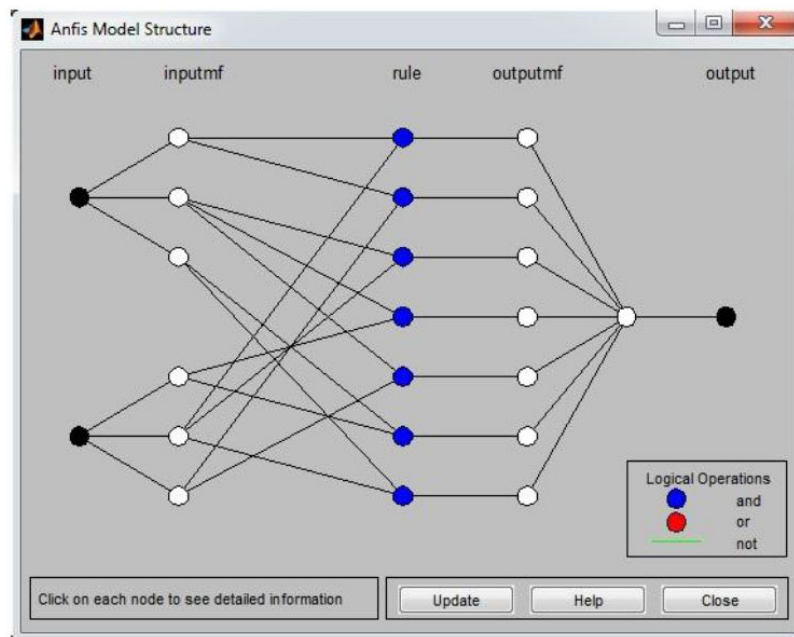 Anfis Model Structure
input inputmf rule outputmf output
Logical Operations
and
or
not
Click on each node to see detailed information
Update Help Close